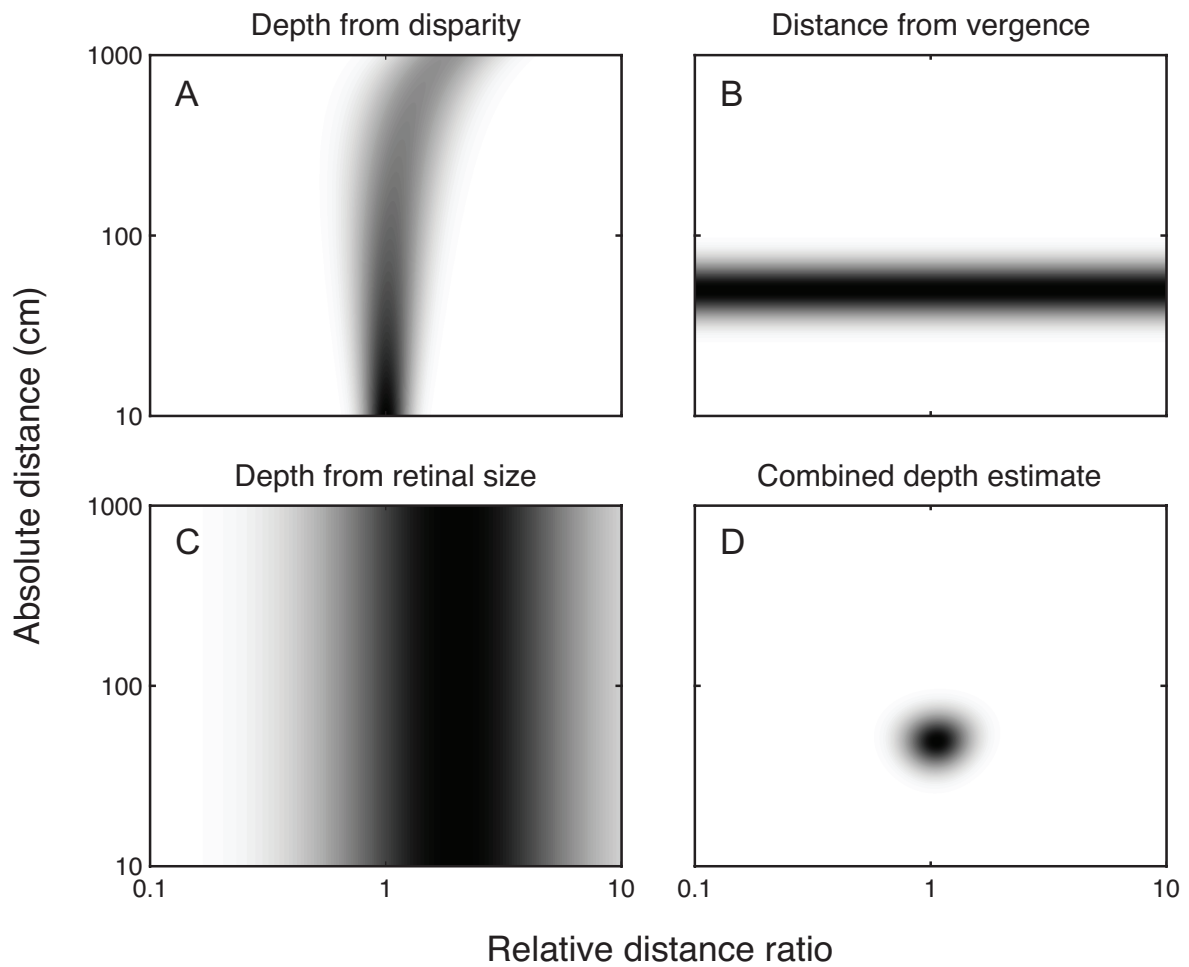 Depth from disparity
Distance from vergence
A
B
1000
100
10
Depth from retinal size
Combined depth estimate
C
D
1000
100
10
0.1
1
10
0.1
1
10
Absolute distance (cm)
Relative distance ratio